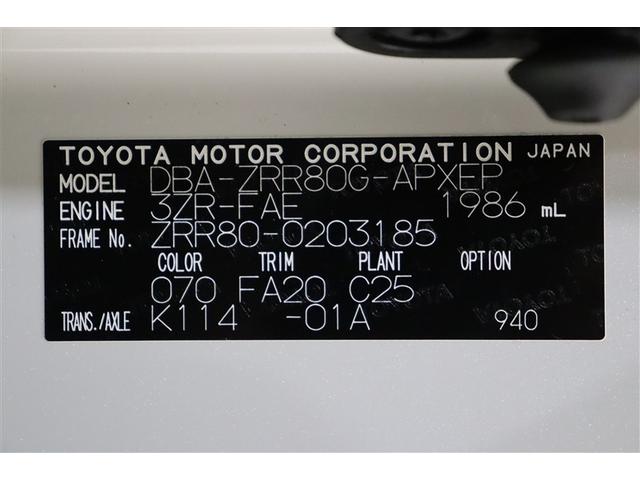 TOYOTA MOTOR CORPORATION JAPAN
MODEL DBA-ZRR80G-APXEP
ENGINE 3ZR-FAE 1986 mL
FRAME No. ZRR80-0203185
COLOR TRIM PLANT OPTION
070 FA20 C25
TRANS./AXLE K114 -01A 940